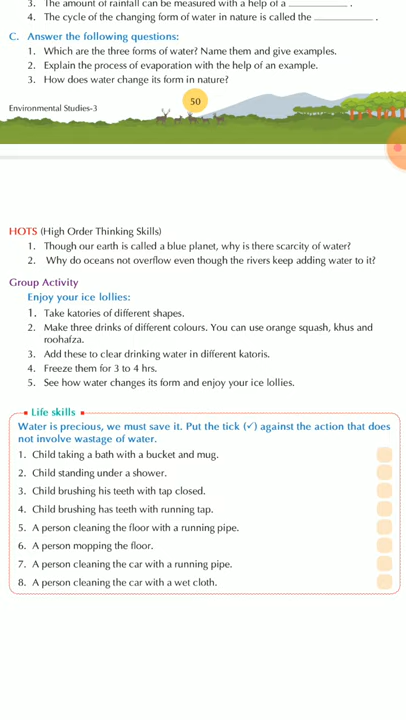 3. The amount of rainfall can be measured with a help of a ____________ .
4. The cycle of the changing form of water in nature is called the ____________ .
C. Answer the following questions:
1. Which are the three forms of water? Name them and give examples.
2. Explain the process of evaporation with the help of an example.
3. How does water change its form in nature?
Environmental Studies-3
50
HOTS (High Order Thinking Skills)
1. Though our earth is called a blue planet, why is there scarcity of water?
2. Why do oceans not overflow even though the rivers keep adding water to it?
Group Activity
Enjoy your ice lollies:
1. Take katories of different shapes.
2. Make three drinks of different colours. You can use orange squash, khus and
roohafza.
3. Add these to clear drinking water in different katoris.
4. Freeze them for 3 to 4 hrs.
5. See how water changes its form and enjoy your ice lollies.
Life skills
Water is precious, we must save it. Put the tick (✓) against the action that does
not involve wastage of water.
1. Child taking a bath with a bucket and mug.
2. Child standing under a shower.
3. Child brushing his teeth with tap closed.
4. Child brushing has teeth with running tap.
5. A person cleaning the floor with a running pipe.
6. A person mopping the floor.
7. A person cleaning the car with a running pipe.
8. A person cleaning the car with a wet cloth.